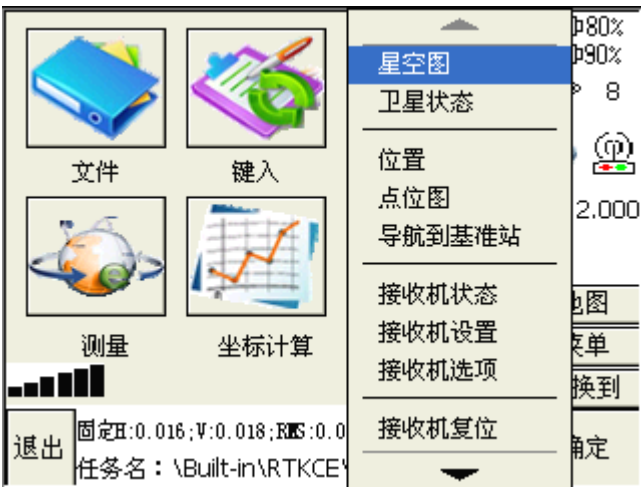 星空图
卫星状态
位置
点位图
导航到基准站
接收机状态
接收机设置
接收机选项
接收机复位
80%
90%
8
2.000
文件
键入
测量
坐标计算
地图
菜单
换到
退出
固定H:0.016;V:0.018;RMS:0.0
任务名：\Built-in\RTKCE\
确定